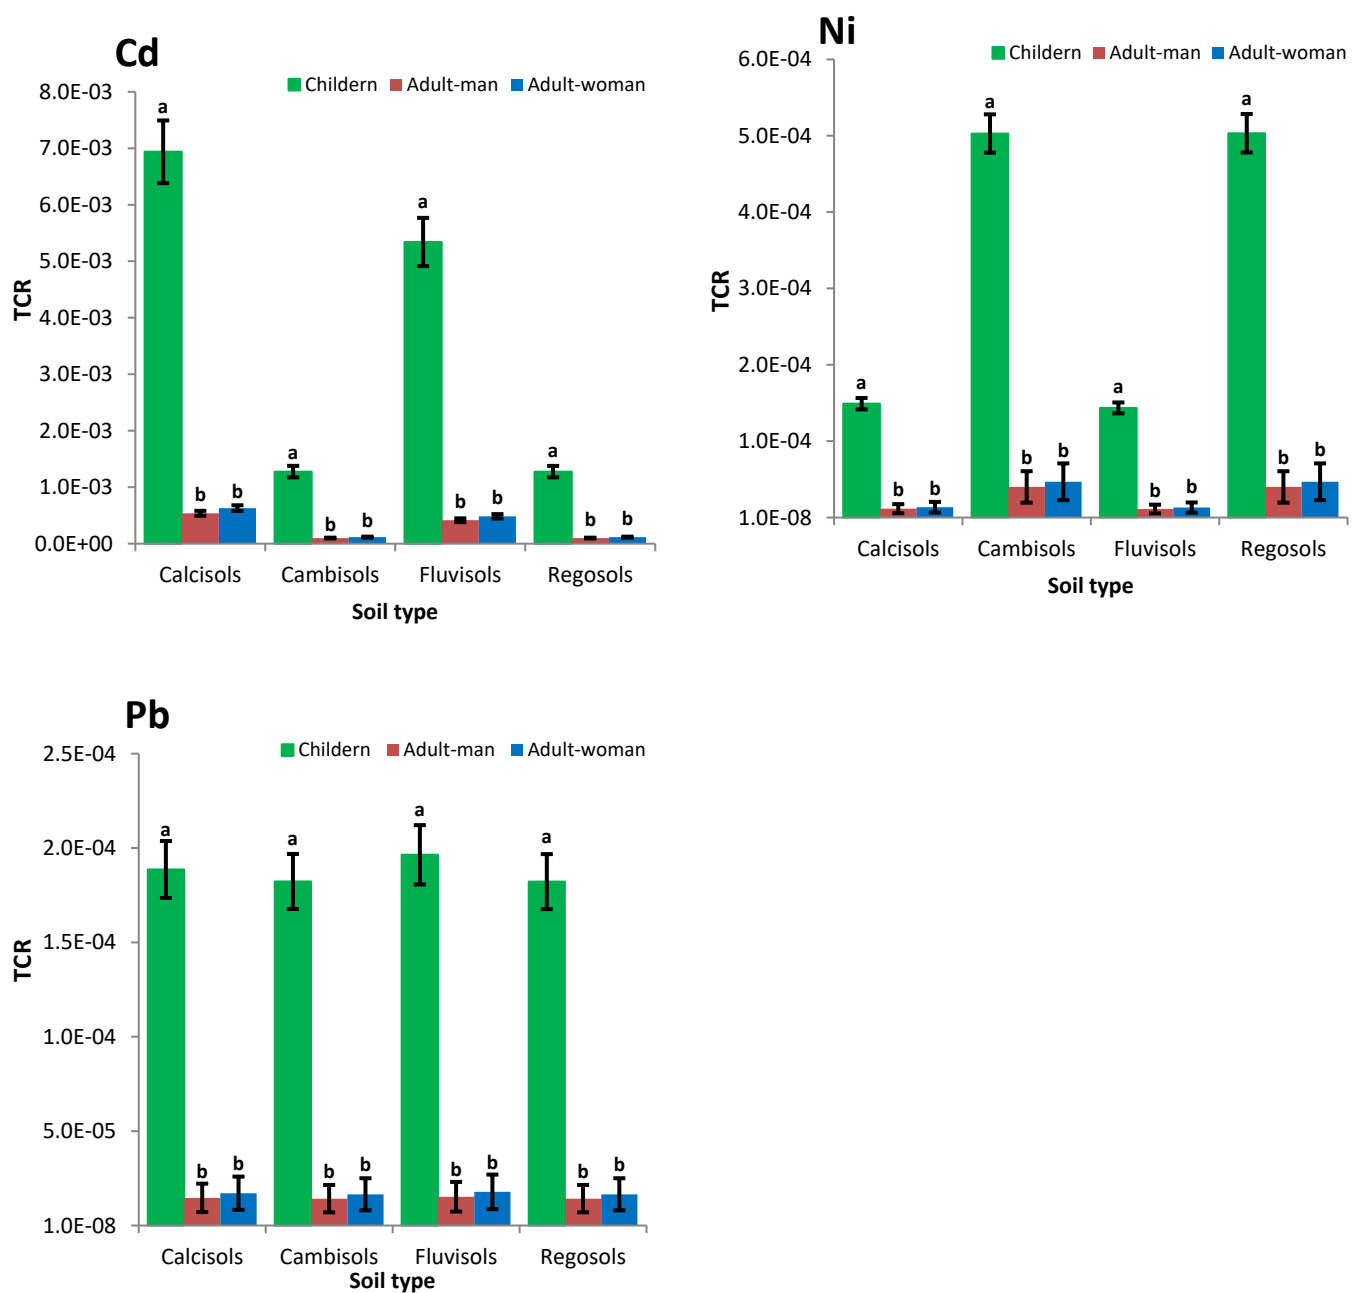 Cd
Childern Adult-man Adult-woman
8.0E-03
7.0E-03
6.0E-03
5.0E-03
4.0E-03
3.0E-03
2.0E-03
1.0E-03
0.0E+00
TCR
a
b b
a
b b
a
b b
a
b b
Calcisols Cambisols Fluvisols Regosols
Soil type
Ni
Childern Adult-man Adult-woman
6.0E-04
5.0E-04
4.0E-04
3.0E-04
2.0E-04
1.0E-04
1.0E-08
TCR
a
b b
a
b b
a
b b
a
b b
Calcisols Cambisols Fluvisols Regosols
Soil type
Pb
Childern Adult-man Adult-woman
2.5E-04
2.0E-04
1.5E-04
1.0E-04
5.0E-05
1.0E-08
TCR
a
b b
a
b b
a
b b
a
b b
Calcisols Cambisols Fluvisols Regosols
Soil type